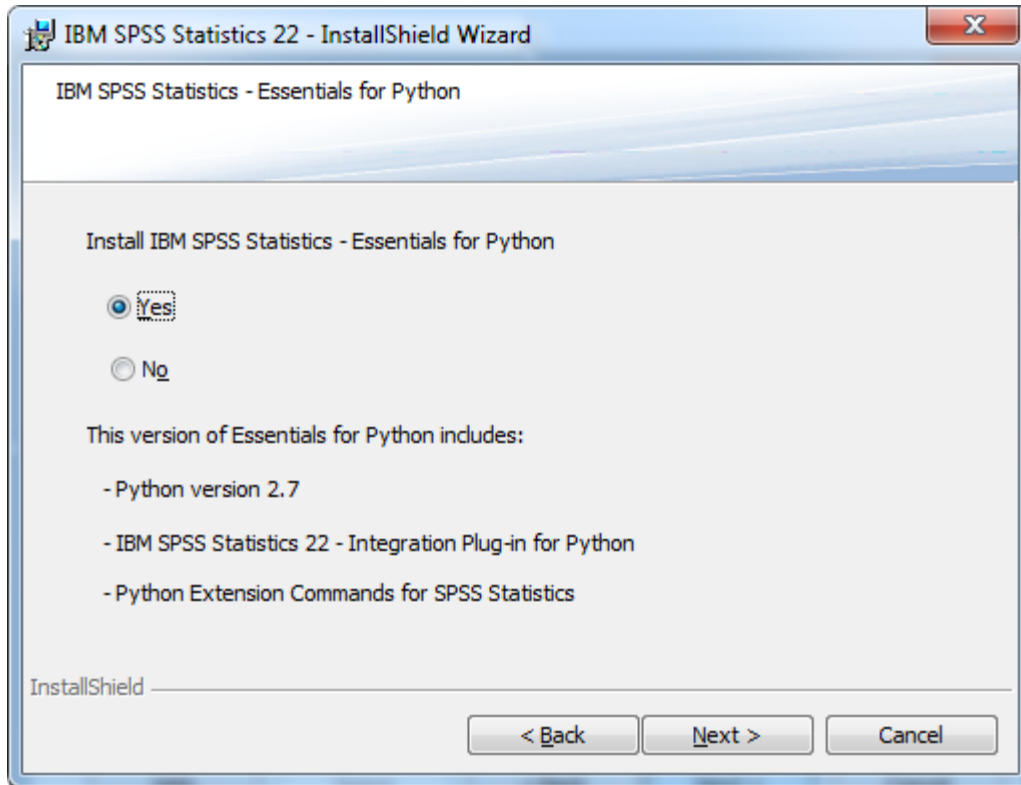 IBM SPSS Statistics 22 - InstallShield Wizard
IBM SPSS Statistics - Essentials for Python
Install IBM SPSS Statistics - Essentials for Python
Yes
No
This version of Essentials for Python includes:
- Python version 2.7
- IBM SPSS Statistics 22 - Integration Plug-in for Python
- Python Extension Commands for SPSS Statistics
InstallShield
< Back Next > Cancel